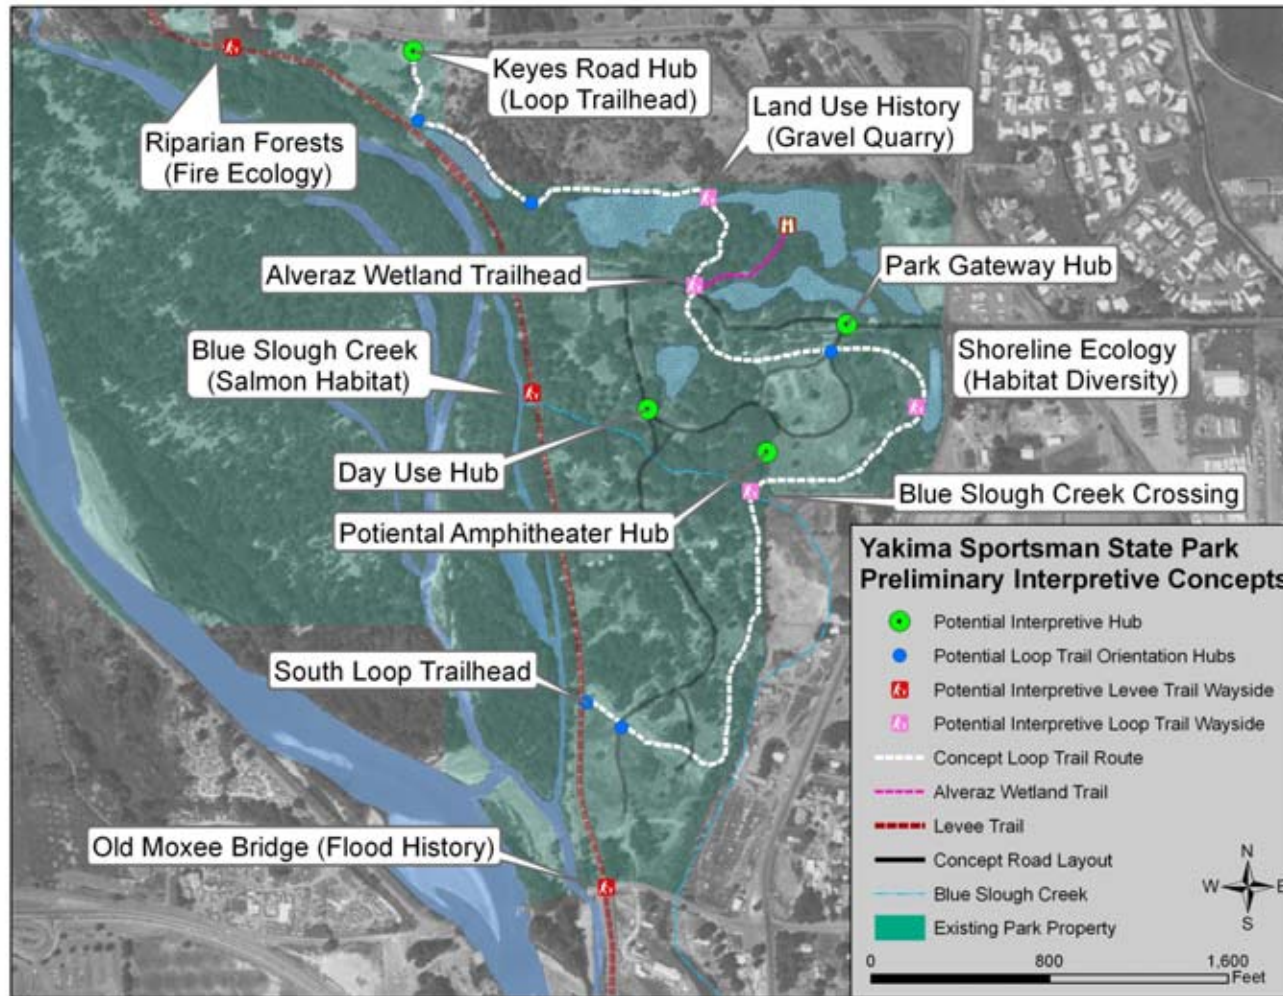 Keyes Road Hub
(Loop Trailhead)
Land Use History
(Gravel Quarry)
Riparian Forests
(Fire Ecology)
Alveraz Wetland Trailhead
Park Gateway Hub
Blue Slough Creek
(Salmon Habitat)
Shoreline Ecology
(Habitat Diversity)
Day Use Hub
Blue Slough Creek Crossing
Potiental Amphitheater Hub
South Loop Trailhead
Old Moxee Bridge (Flood History)
Yakima Sportsman State Park
Preliminary Interpretive Concepts
Potential Interpretive Hub
Potential Loop Trail Orientation Hubs
Potential Interpretive Levee Trail Wayside
Potential Interpretive Loop Trail Wayside
Concept Loop Trail Route
Alveraz Wetland Trail
Levee Trail
Concept Road Layout
Blue Slough Creek
Existing Park Property
N
W E
S
0 800 1,600
Feet